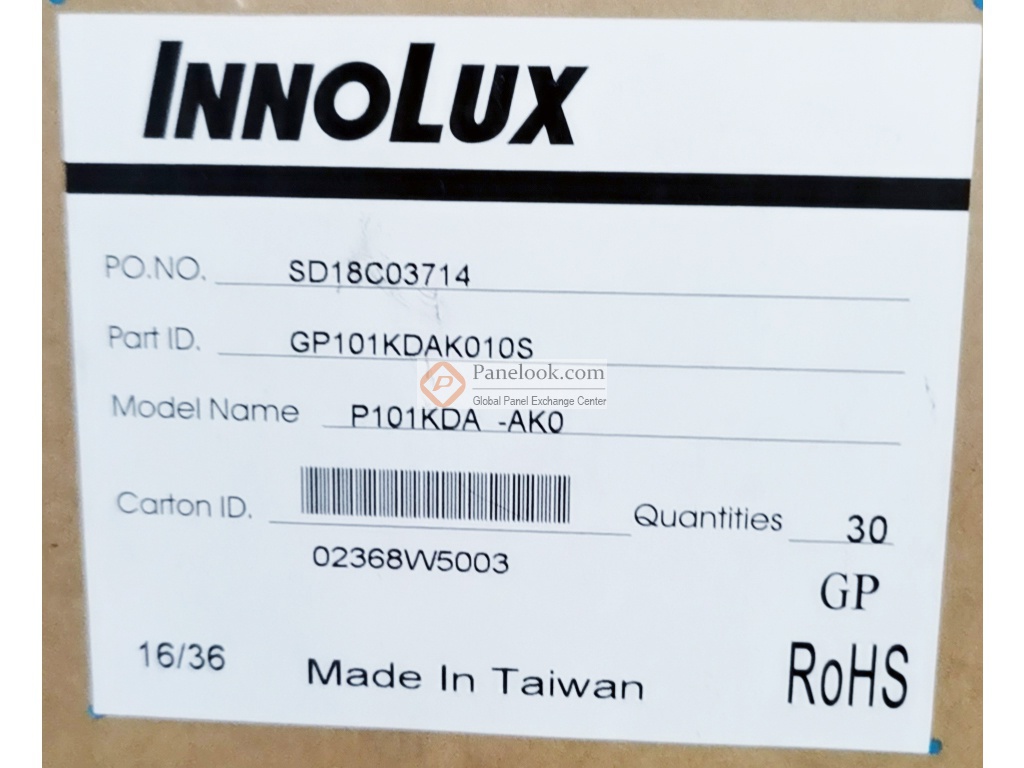 INNOLUX
PO.NO. SD18C03714
Part ID. GP101KDAK010S
Panelook.com
Global Panel Exchange Center
Model Name P101KDA -AK0
Carton ID. Quantities 30
02368W5003
GP
16/36 Made In Taiwan RoHS